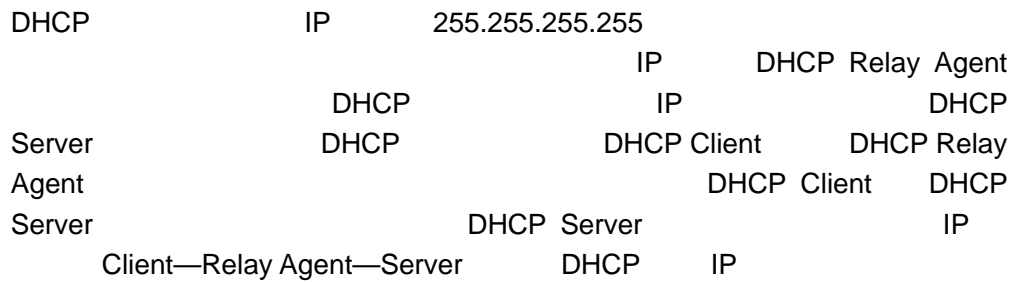 DHCP IP 255.255.255.255
IP DHCP Relay Agent
DHCP IP DHCP
Server DHCP DHCP Client DHCP Relay
Agent DHCP Client DHCP
Server DHCP Server IP
Client—Relay Agent—Server DHCP IP